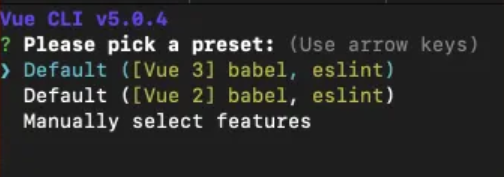 Vue CLI v5.0.4
? Please pick a preset: (Use arrow keys)
❯ Default ([Vue 3] babel, eslint)
Default ([Vue 2] babel, eslint)
Manually select features